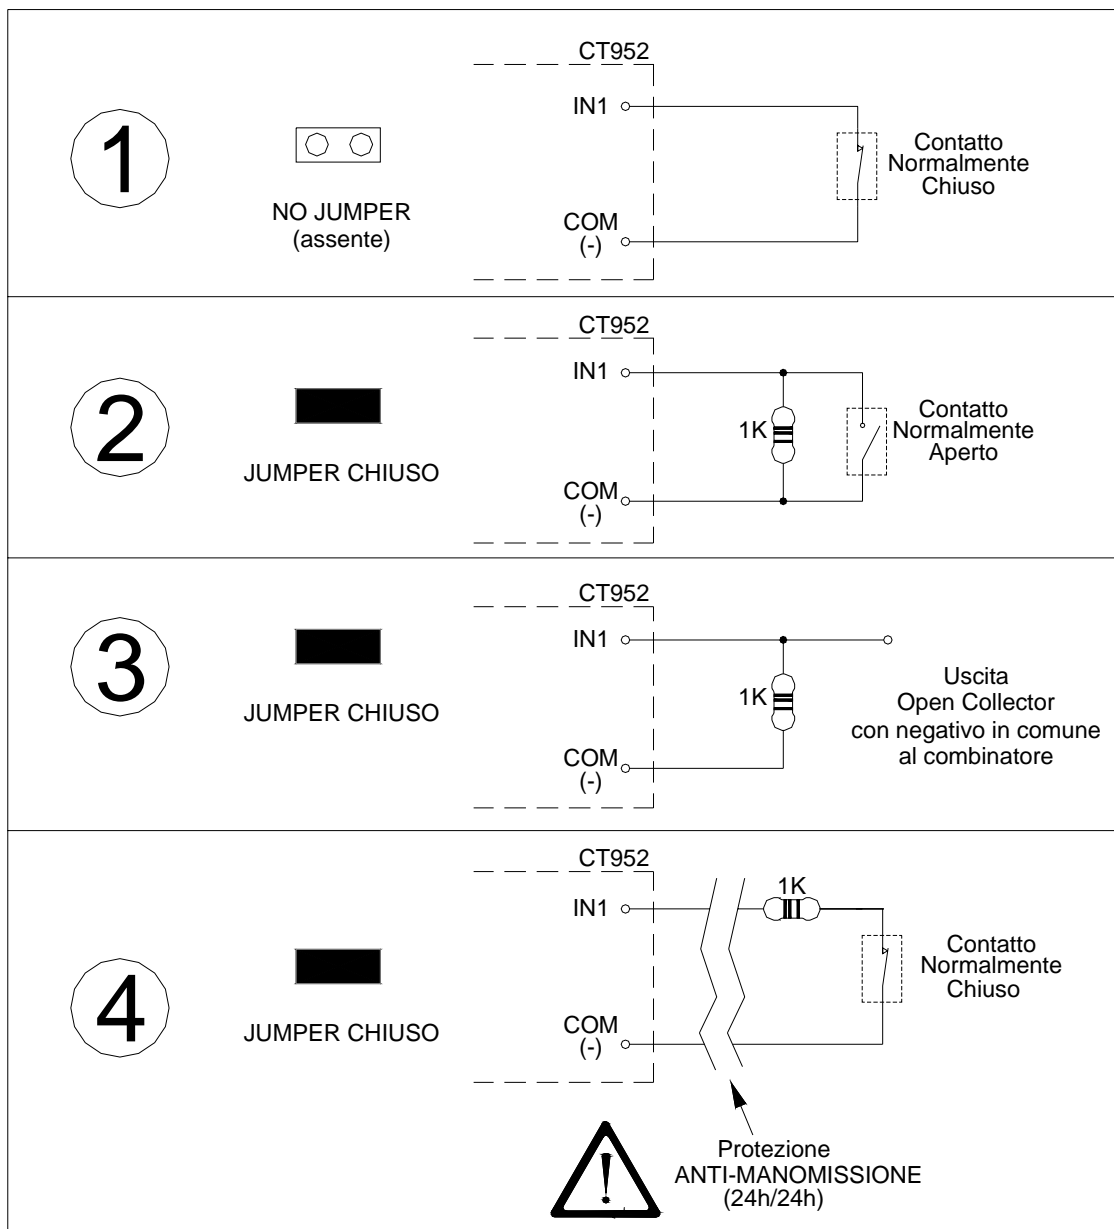 CT952
1
IN1
NO JUMPER
(assente)
COM
(-)
Contatto
Normalmente
Chiuso
CT952
2
IN1
JUMPER CHIUSO
1K
COM
(-)
Contatto
Normalmente
Aperto
CT952
3
IN1
JUMPER CHIUSO
1K
COM
(-)
Uscita
Open Collector
con negativo in comune
al combinatore
CT952
4
IN1
JUMPER CHIUSO
1K
COM
(-)
Contatto
Normalmente
Chiuso
!
Protezione
ANTI-MANOMISSIONE
(24h/24h)